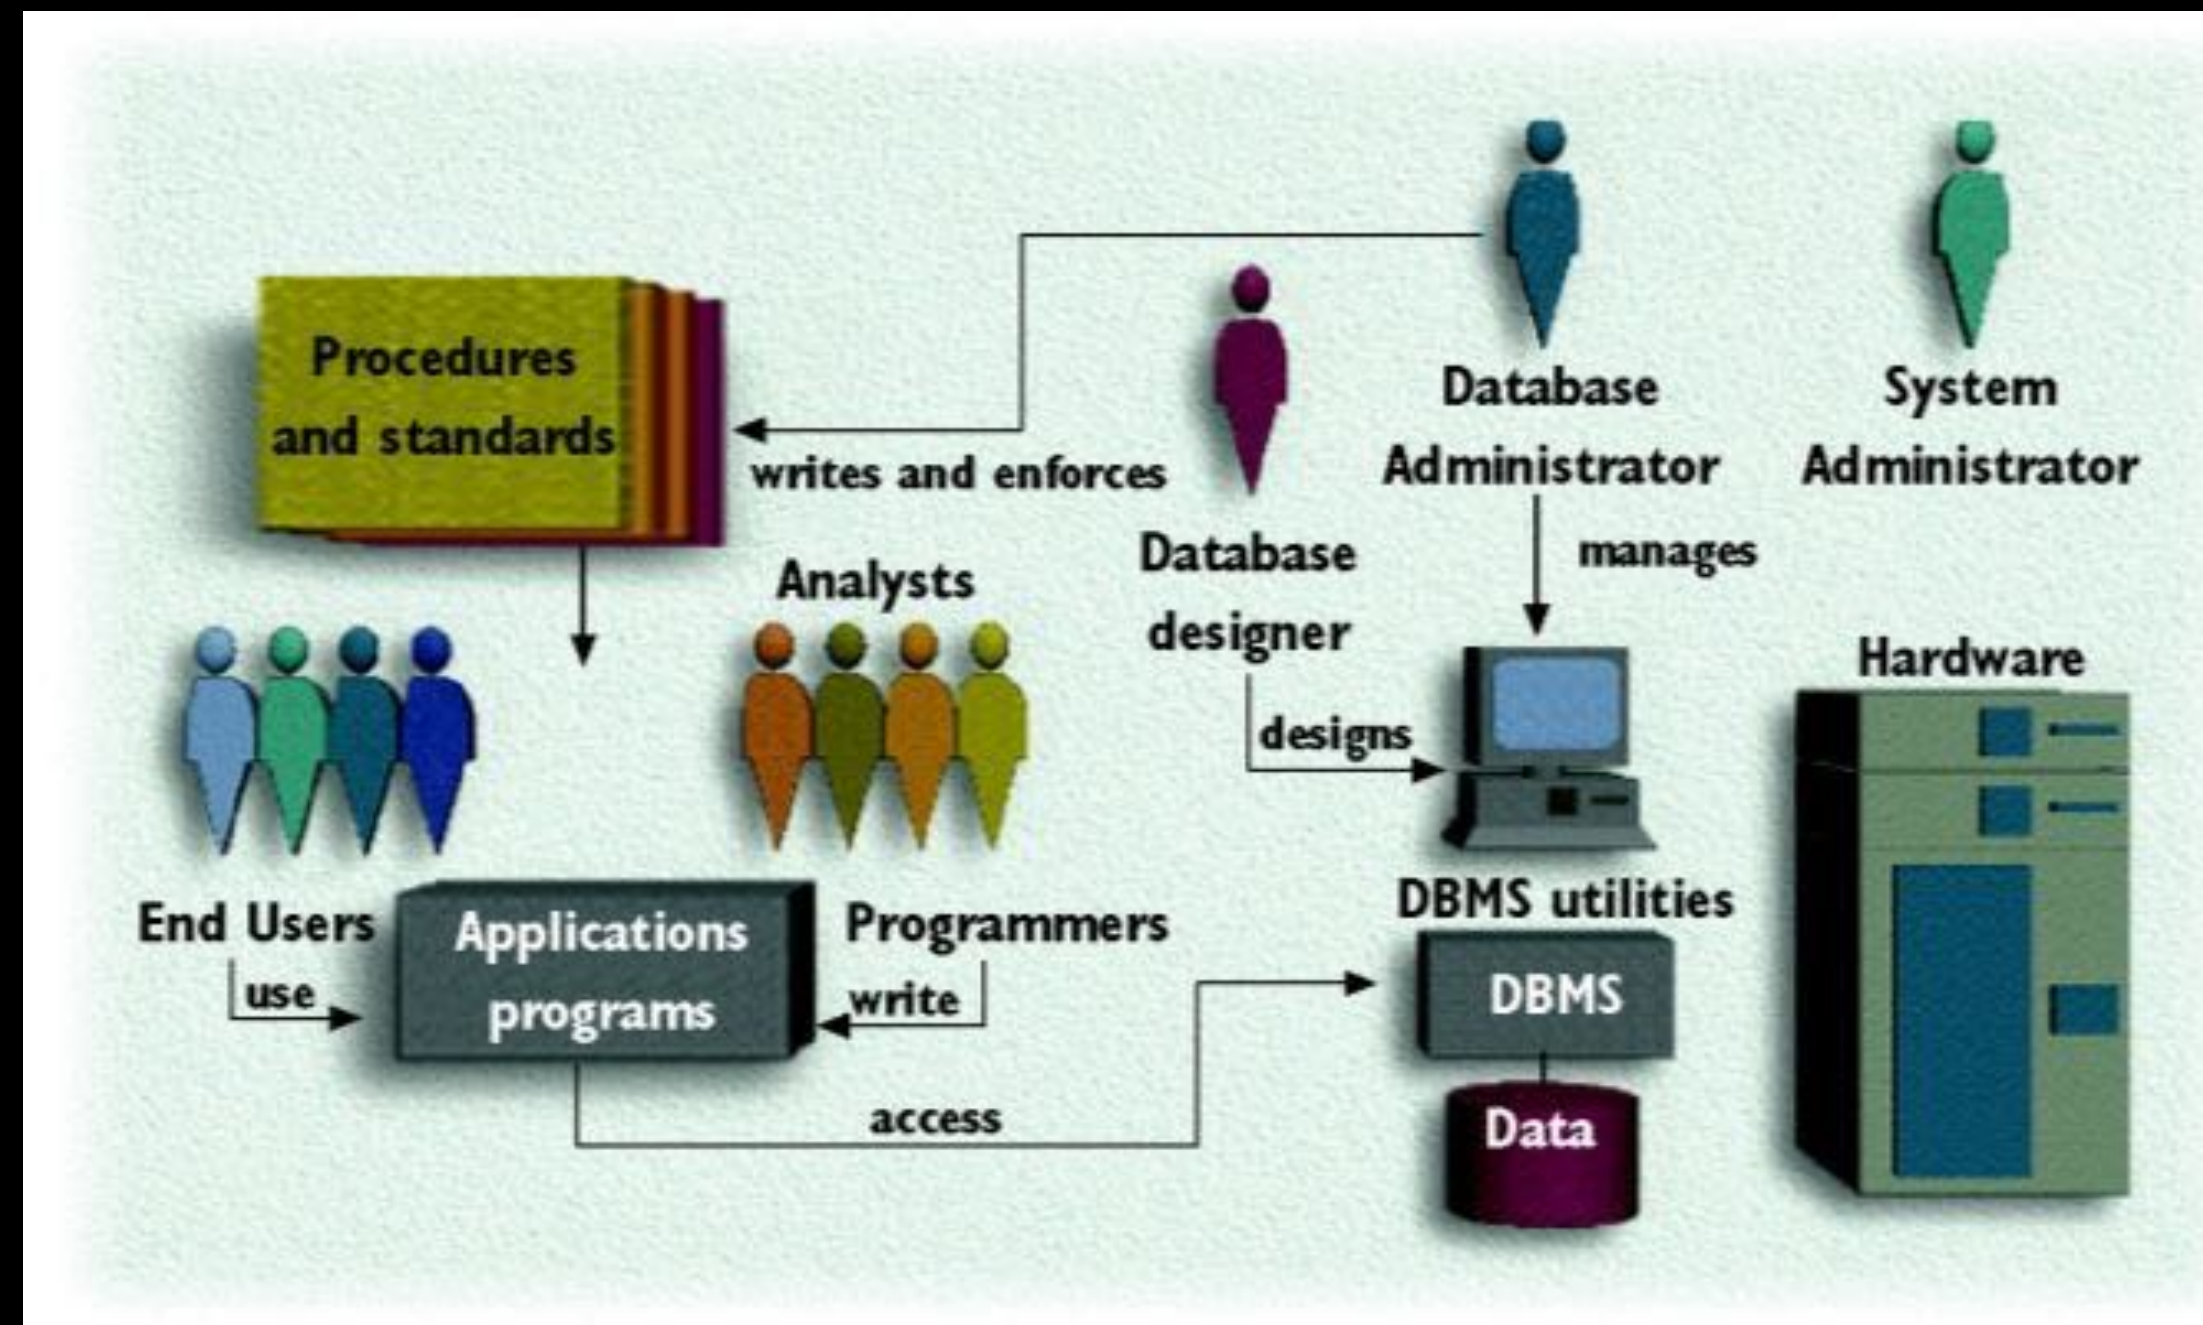 Procedures
and standards
writes and enforces
Database
Administrator
System
Administrator
manages
Database
designer
designs
Analysts
Hardware
End Users
use
Applications
programs
Programmers
write
access
DBMS utilities
DBMS
Data